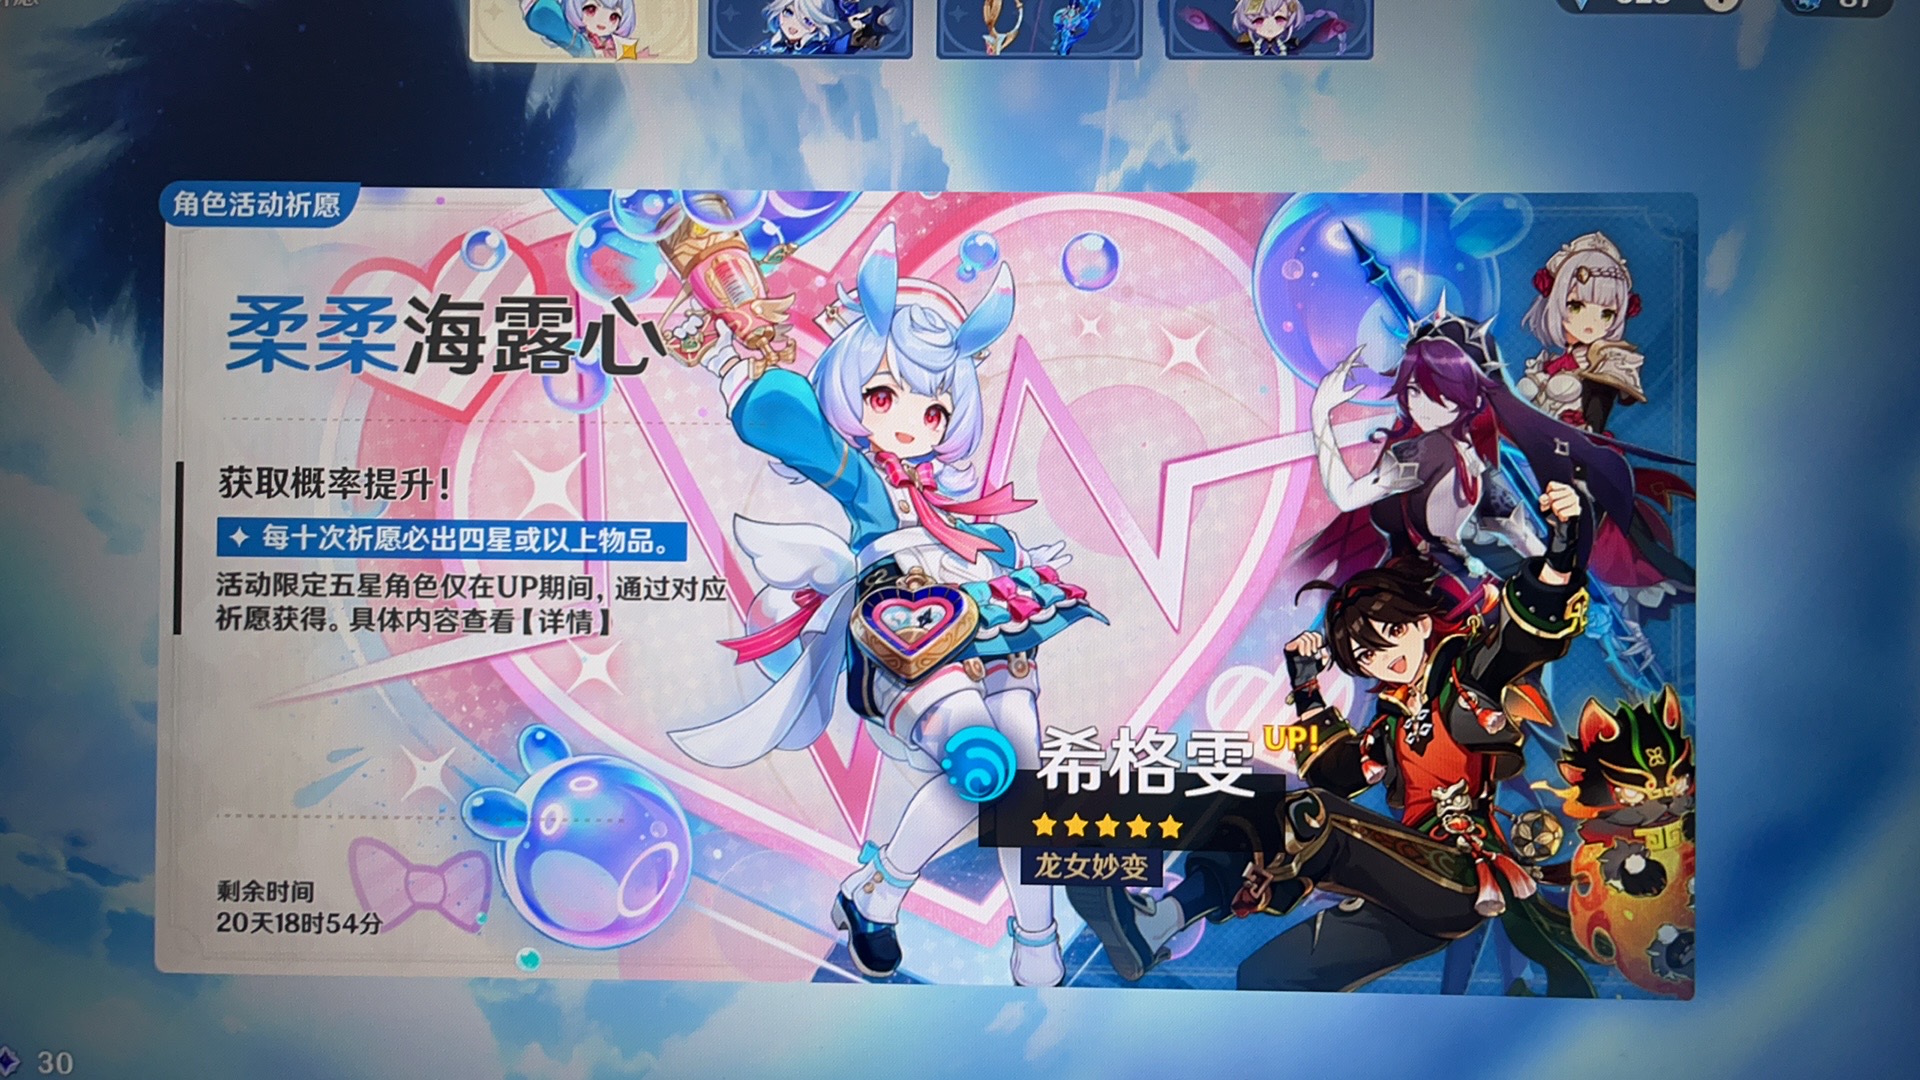 角色活动祈愿
柔柔海露心
获取概率提升！
每十次祈愿必出四星或以上物品。
活动限定五星角色仅在UP期间，通过对应
祈愿获得。具体内容查看【详情】
希格雯
UP!
龙女妙变
剩余时间
20天18时54分
30